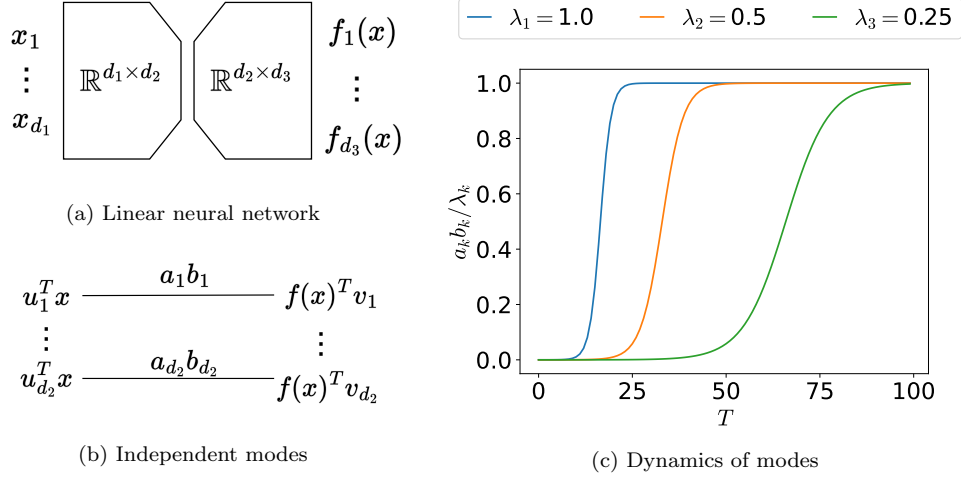 x_1
⋮
x_{d_1}
ℝ^{d_1×d_2}
ℝ^{d_2×d_3}
f_1(x)
⋮
f_{d_3}(x)
(a) Linear neural network
u_1^T x
a_1b_1
f(x)^T v_1
⋮
⋮
u_{d_2}^T x
a_{d_2}b_{d_2}
f(x)^T v_{d_2}
(b) Independent modes
λ_1 = 1.0
λ_2 = 0.5
λ_3 = 0.25
a_k b_k/λ_k
1.0
0.8
0.6
0.4
0.2
0.0
0 25 50 75 100
T
(c) Dynamics of modes